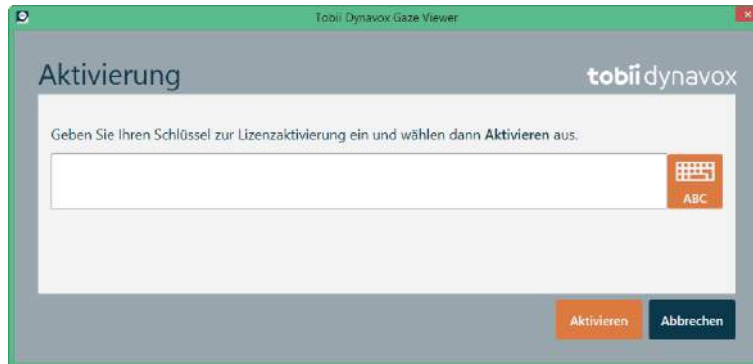 Tobii Dynavox Gaze Viewer
Aktivierung
tobii dynavox
Geben Sie Ihren Schlüssel zur Lizenzaktivierung ein und wählen dann Aktivieren aus.
ABC
Aktivieren
Abbrechen